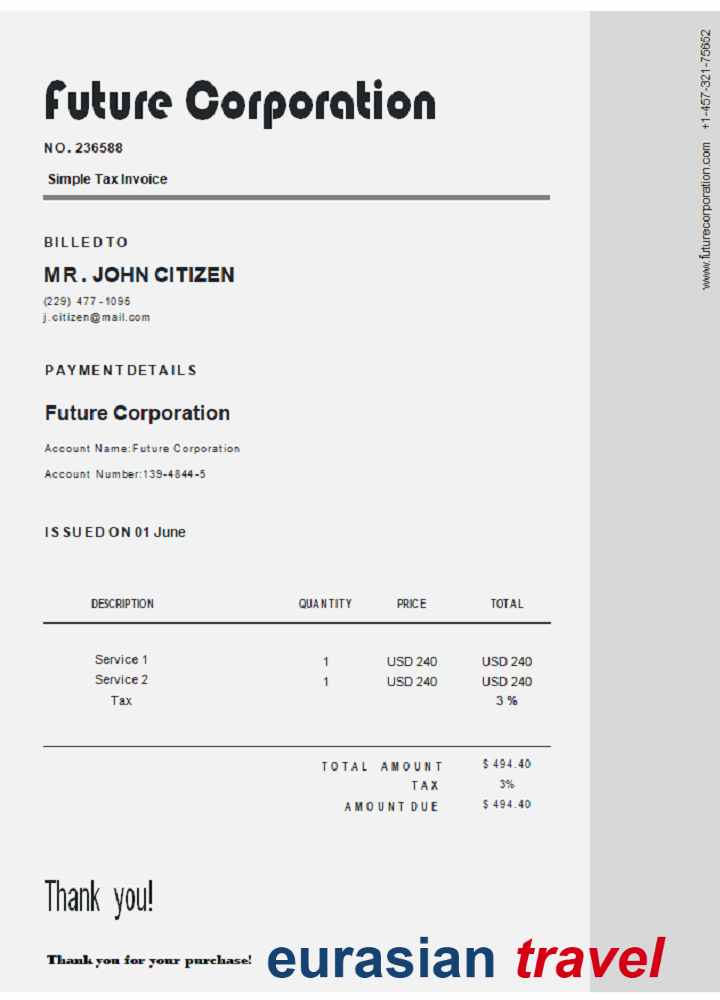 Future Corporation
NO. 236588
Simple Tax Invoice
www.futurecorporation.com +1-457-321-75652
BILLED TO
MR. JOHN CITIZEN
(229) 477-1096
j.citizen@mail.com
PAYMENT DETAILS
Future Corporation
Account Name: Future Corporation
Account Number: 139-4844-5
ISSUED ON 01 June
DESCRIPTION QUANTITY PRICE TOTAL
Service 1 1 USD 240 USD 240
Service 2 1 USD 240 USD 240
Tax 3 %
TOTAL AMOUNT $ 494.40
TAX 3%
AMOUNT DUE $ 494.40
Thank you!
Thank you for your purchase!
eurasian travel